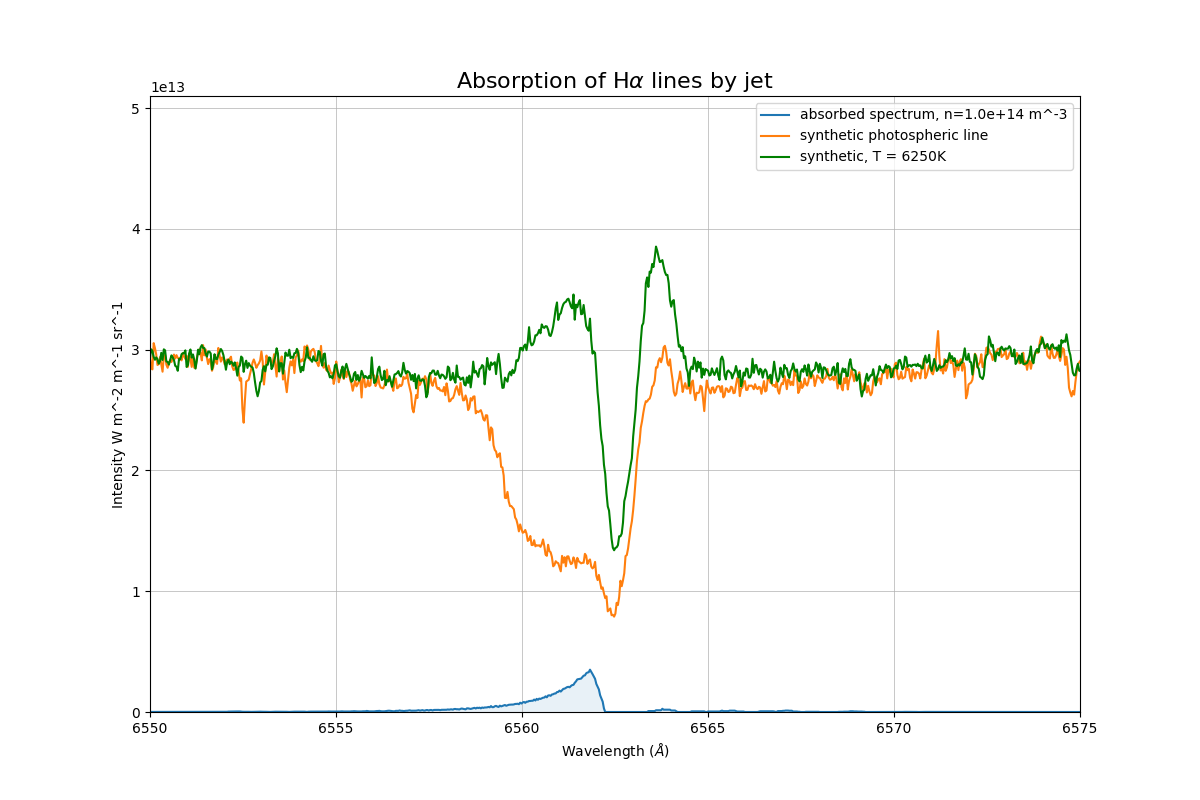 Absorption of Hα lines by jet
1e13
absorbed spectrum, n=1.0e+14 m^-3
synthetic photospheric line
synthetic, T = 6250K
5
4
3
2
1
0
Intensity W m^-2 m^-1 sr^-1
6550
6555
6560
6565
6570
6575
Wavelength (Å)